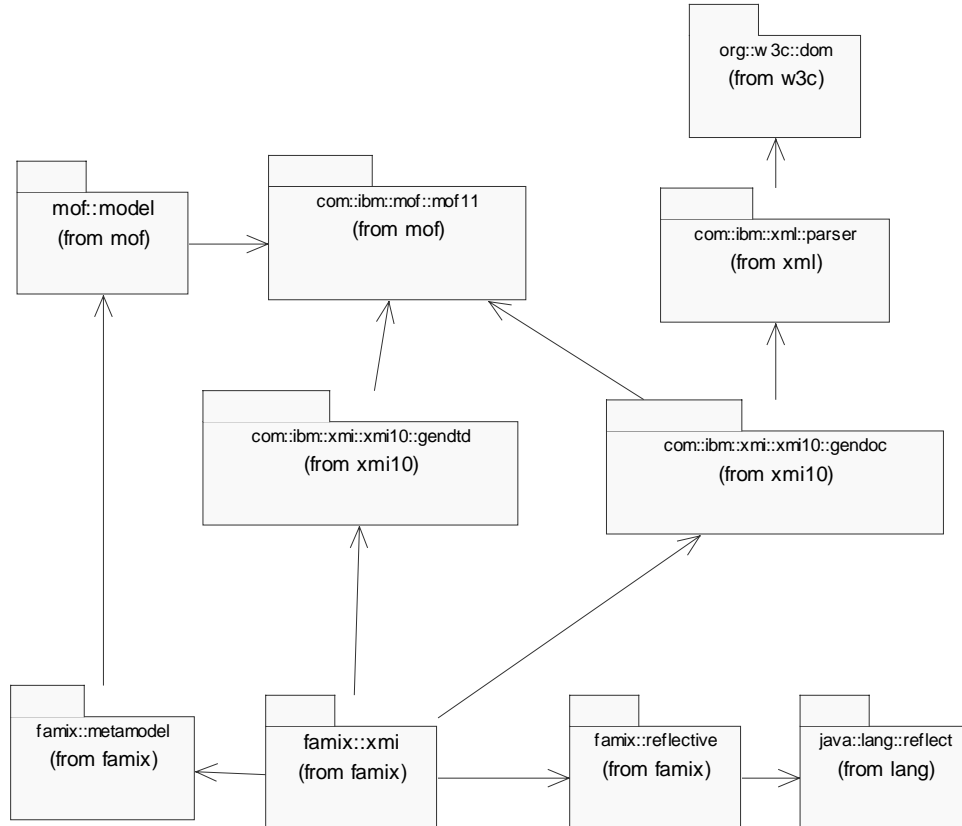 org::w3c::dom
(from w3c)
mof::model
(from mof)
com::ibm::mof::mof11
(from mof)
com::ibm::xml::parser
(from xml)
com::ibm::xmi::xmi10::gendtd
(from xmi10)
com::ibm::xmi::xmi10::gendoc
(from xmi10)
famix::metamodel
(from famix)
famix::xmi
(from famix)
famix::reflective
(from famix)
java::lang::reflect
(from lang)